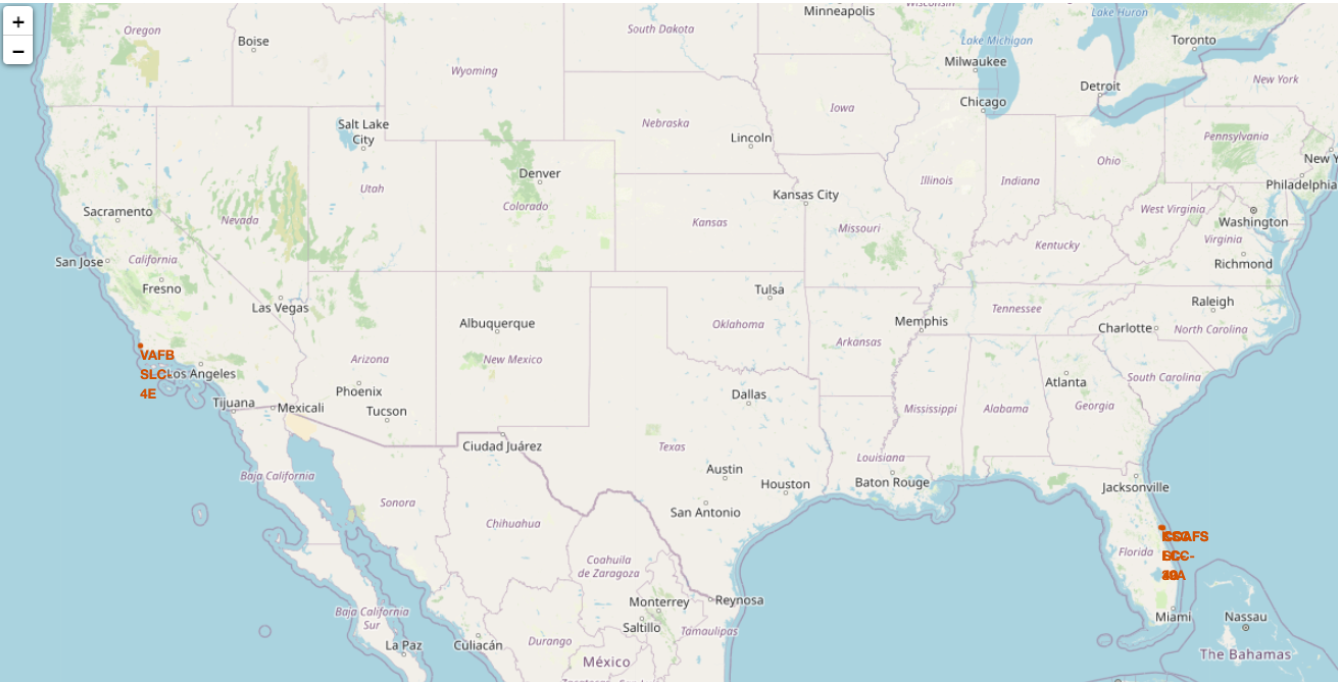 +
−
Oregon
Boise
South Dakota
Minneapolis
Wisconsin
Lake Huron
Toronto
Lake Michigan
Milwaukee
Wyoming
Detroit
New York
Chicago
Iowa
Salt Lake
City
Nebraska
Lincoln
Pennsylvania
New Y
Ohio
Denver
Utah
Illinois
Indiana
Philadelphia
Kansas City
Colorado
Sacramento
Nevada
Kansas
Missouri
West Virginia
Washington
Virginia
Kentucky
San Jose
California
Richmond
Fresno
Tulsa
Las Vegas
Raleigh
Tennessee
Albuquerque
Oklahoma
Memphis
Charlotte
North Carolina
Arkansas
VAFB
SLC-
4E
Los Angeles
Arizona
New Mexico
Phoenix
South Carolina
Atlanta
Dallas
Tijuana
Mexicali
Tucson
Mississippi
Alabama
Georgia
Ciudad Juárez
Texas
Louisiana
Austin
Baja California
Houston
Baton Rouge
Jacksonville
Sonora
San Antonio
Chihuahua
Florida
Coahuila
de Zaragoza
Monterrey
Reynosa
Baja California
Sur
Miami
Nassau
Saltillo
Tamaulipas
La Paz
Culiacán
Durango
The Bahamas
México